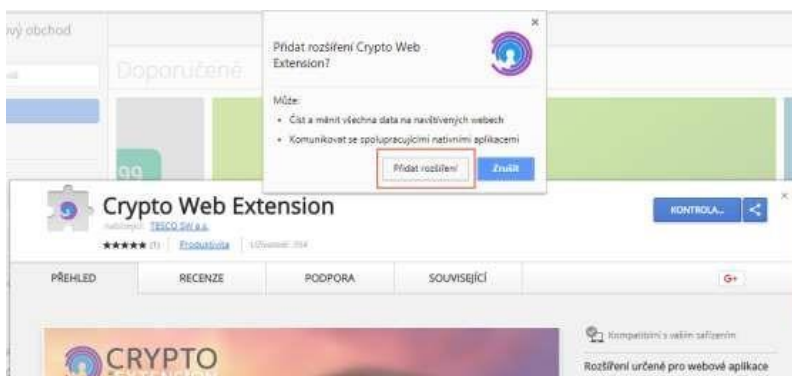 ový obchod
Doporučené
99
×
Přidat rozšíření Crypto Web
Extension?
Může:
• Číst a měnit všechna data na navštívených webech
• Komunikovat se spolupracujícími nativními aplikacemi
Přidat rozšíření
Zrušit
×
Crypto Web Extension
TESCO SW a.s.
★★★★★ (1) Produktivita
KONTROLA...
PŘEHLED RECENZE PODPORA SOUVISEJÍCÍ G+
CRYPTO
Kompatibilní s vaším zařízením
Rozšíření určené pro webové aplikace